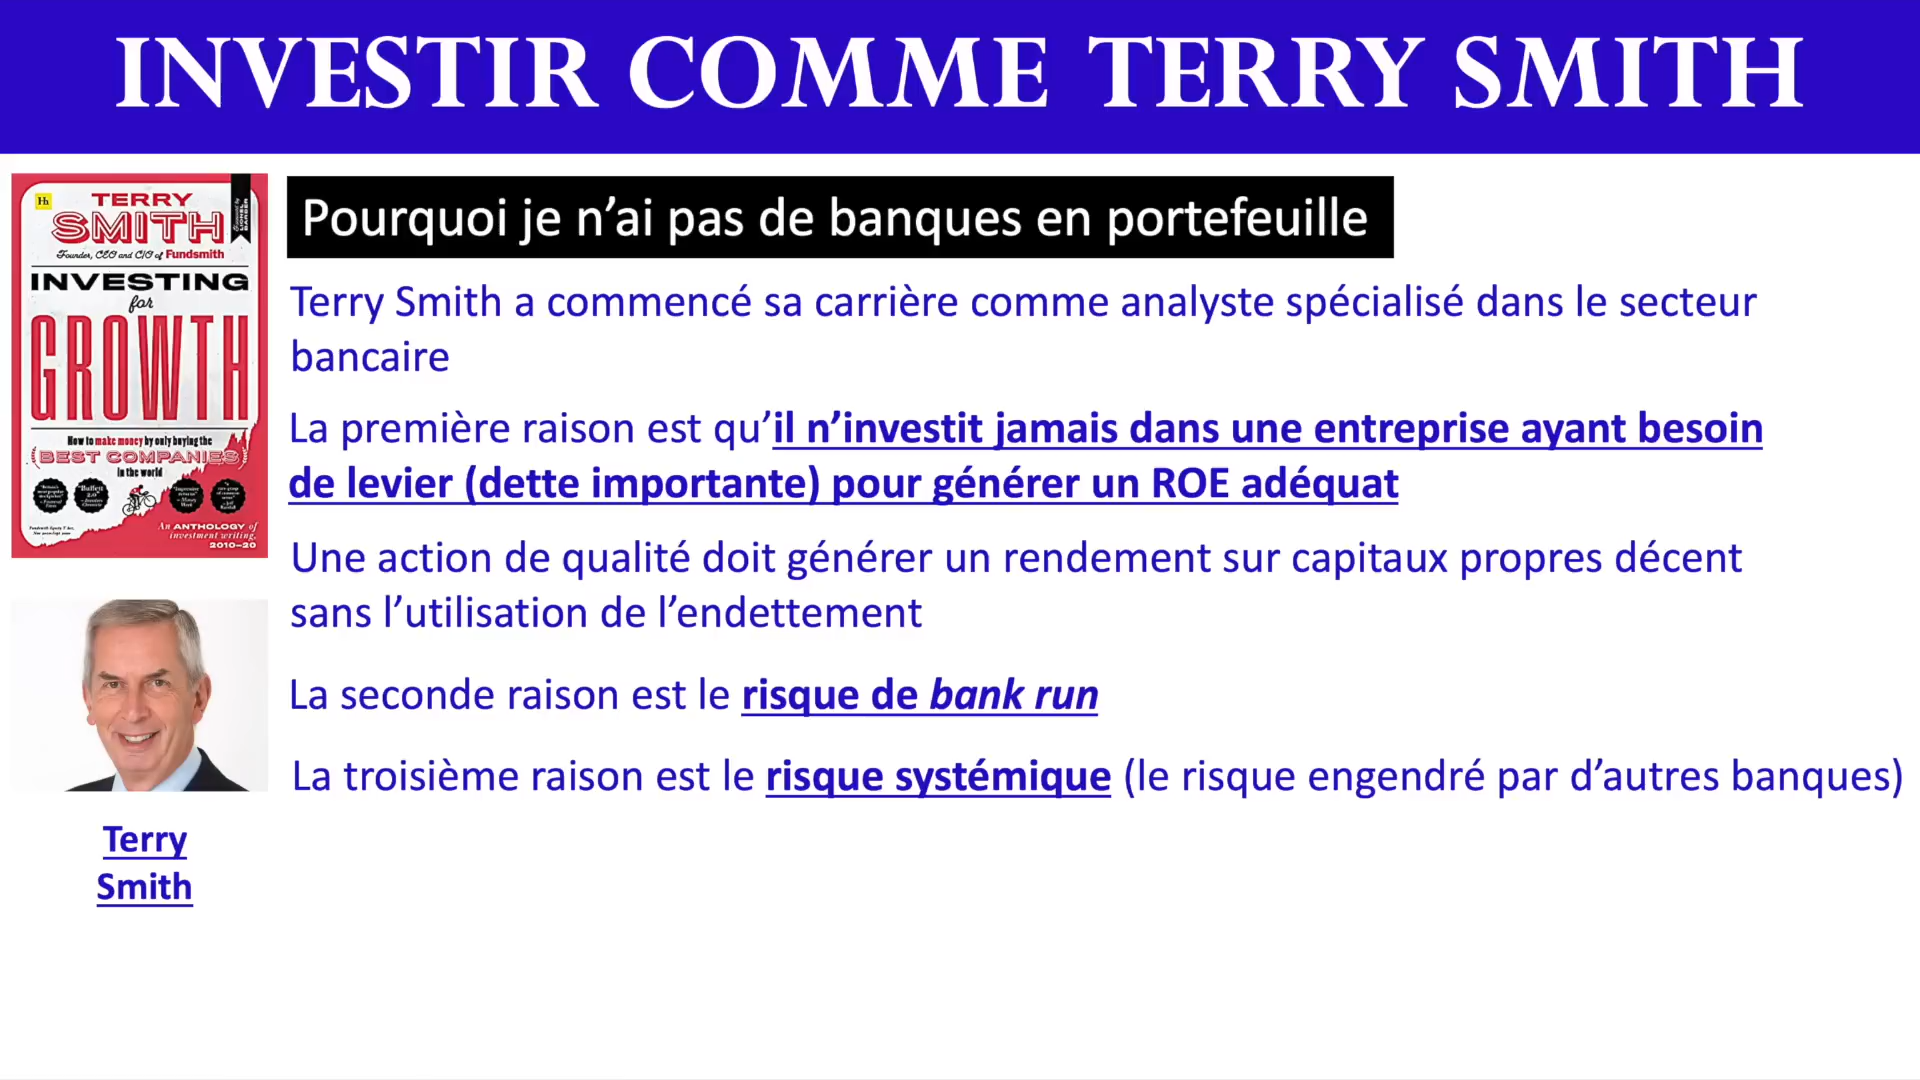 INVESTIR COMME TERRY SMITH
Hh
TERRY
SMITH
Founder, CEO and CIO of Fundsmith
INVESTING
for
GROWTH
How to make money by only buying the
BEST COMPANIES
in the world
An ANTHOLOGY of
investment writing,
2010–20
Pourquoi je n’ai pas de banques en portefeuille
Terry Smith a commencé sa carrière comme analyste spécialisé dans le secteur
bancaire
La première raison est qu’il n’investit jamais dans une entreprise ayant besoin
de levier (dette importante) pour générer un ROE adéquat
Une action de qualité doit générer un rendement sur capitaux propres décent
sans l’utilisation de l’endettement
La seconde raison est le risque de bank run
La troisième raison est le risque systémique (le risque engendré par d’autres banques)
Terry
Smith